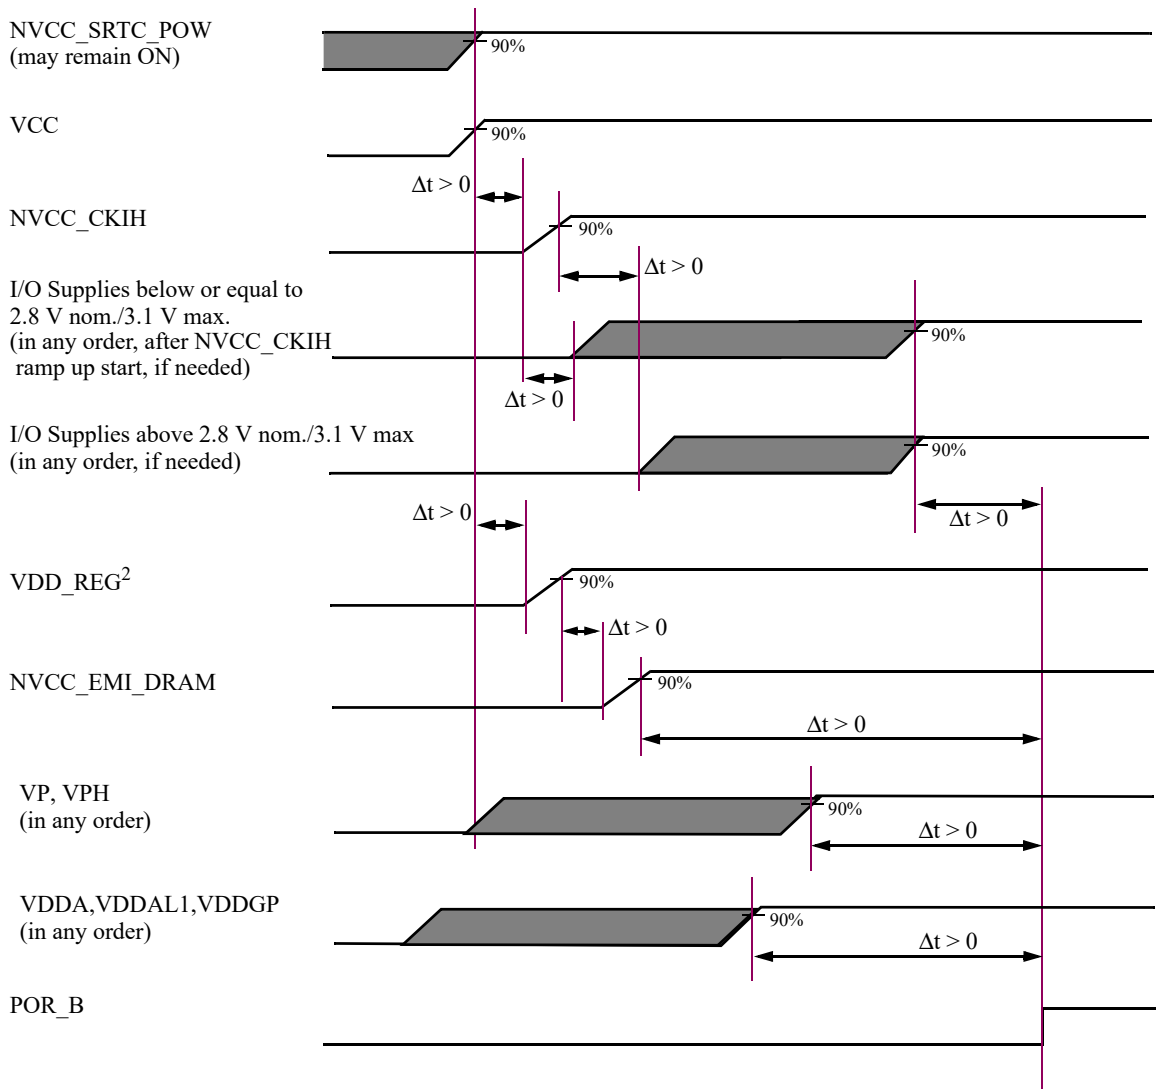 NVCC_SRTC_POW
(may remain ON)
90%
VCC
90%
Δt > 0
NVCC_CKIH
90%
Δt > 0
I/O Supplies below or equal to
2.8 V nom./3.1 V max.
(in any order, after NVCC_CKIH
ramp up start, if needed)
90%
Δt > 0
I/O Supplies above 2.8 V nom./3.1 V max
(in any order, if needed)
90%
Δt > 0
Δt > 0
VDD_REG²
90%
Δt > 0
NVCC_EMI_DRAM
90%
Δt > 0
VP, VPH
(in any order)
90%
Δt > 0
VDDA,VDDAL1,VDDGP
(in any order)
90%
Δt > 0
POR_B